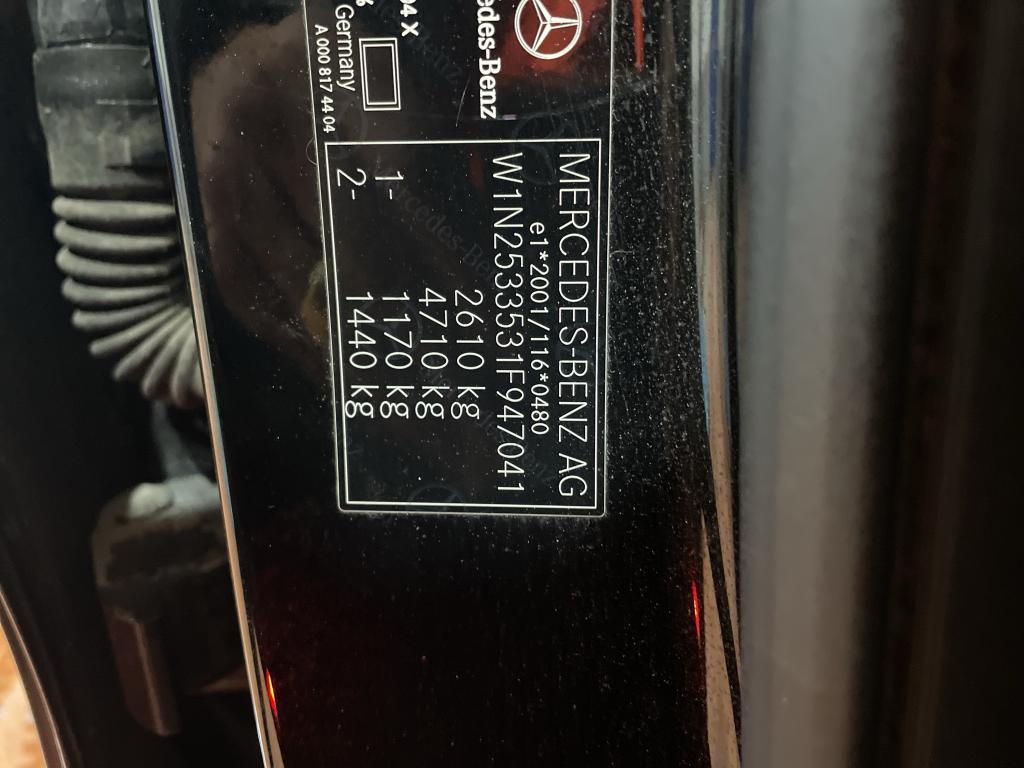 Mercedes-Benz
04 X
Germany
A 000 817 44 04
MERCEDES-BENZ AG
e1*2001/116*0480
W1N2533531F947041
2610 kg
4710 kg
1- 1170 kg
2- 1440 kg